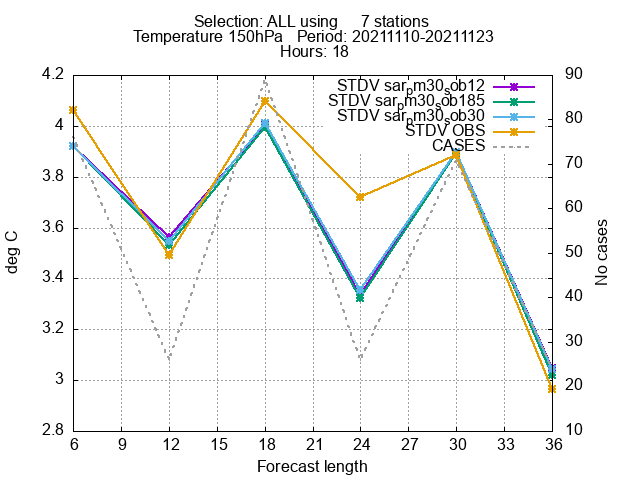 Selection: ALL using 7 stations
Temperature 150hPa Period: 20211110-20211123
Hours: 18
4.2
4
3.8
3.6
3.4
3.2
3
2.8
deg C
STDV sar_pm30_sob12
STDV sar_pm30_sob185
STDV sar_pm30_sob30
STDV OBS
CASES
90
80
70
60
50
40
30
20
10
No cases
6 9 12 15 18 21 24 27 30 33 36
Forecast length